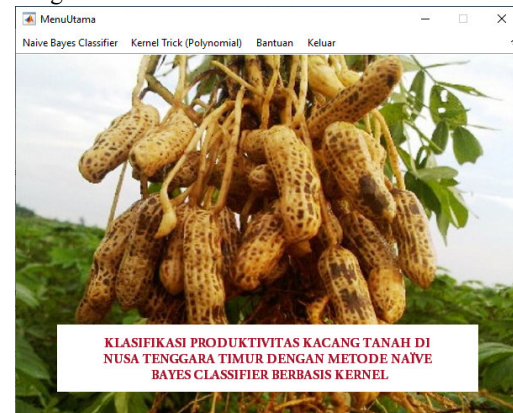 MenuUtama
Naive Bayes Classifier Kernel Trick (Polynomial) Bantuan Keluar
KLASIFIKASI PRODUKTIVITAS KACANG TANAH DI
NUSA TENGGARA TIMUR DENGAN METODE NAÏVE
BAYES CLASSIFIER BERBASIS KERNEL